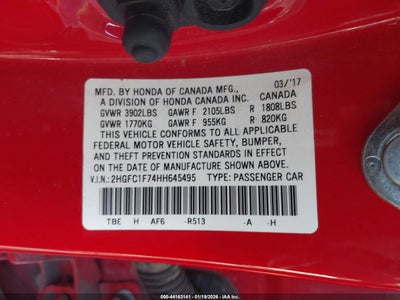 MFD. BY HONDA OF CANADA MFG., 03/'17
A DIVISION OF HONDA CANADA INC. CANADA
GVWR 3902LBS GAWR F 2105LBS R 1808LBS
GVWR 1770KG GAWR F 955KG R 820KG
THIS VEHICLE CONFORMS TO ALL APPLICABLE
FEDERAL MOTOR VEHICLE SAFETY, BUMPER,
AND THEFT PREVENTION STANDARDS IN EFFECT
ON THE DATE OF MANUFACTURE SHOWN ABOVE.
V.I.N.: 2HGFC1F74HH645495 TYPE: PASSENGER CAR
TBE H AF6 -R513 -A -H
000-44163141 - 01/19/2026 - IAAI.COM